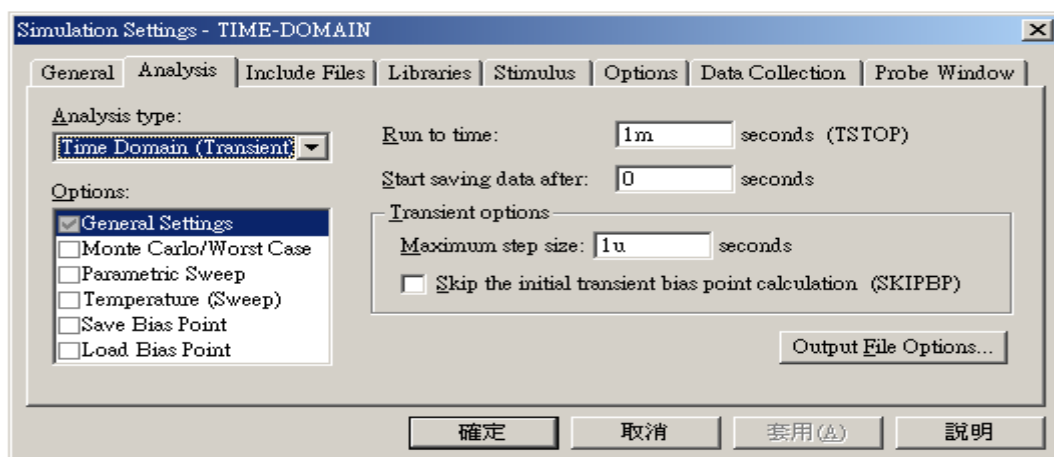 Simulation Settings - TIME-DOMAIN
General Analysis Include Files Libraries Stimulus Options Data Collection Probe Window
Analysis type:
Time Domain (Transient)
Options:
General Settings
Monte Carlo/Worst Case
Parametric Sweep
Temperature (Sweep)
Save Bias Point
Load Bias Point
Run to time: 1m seconds (TSTOP)
Start saving data after: 0 seconds
Transient options
Maximum step size: 1u seconds
Skip the initial transient bias point calculation (SKIPBP)
Output File Options...
確定 取消 套用(A) 説明